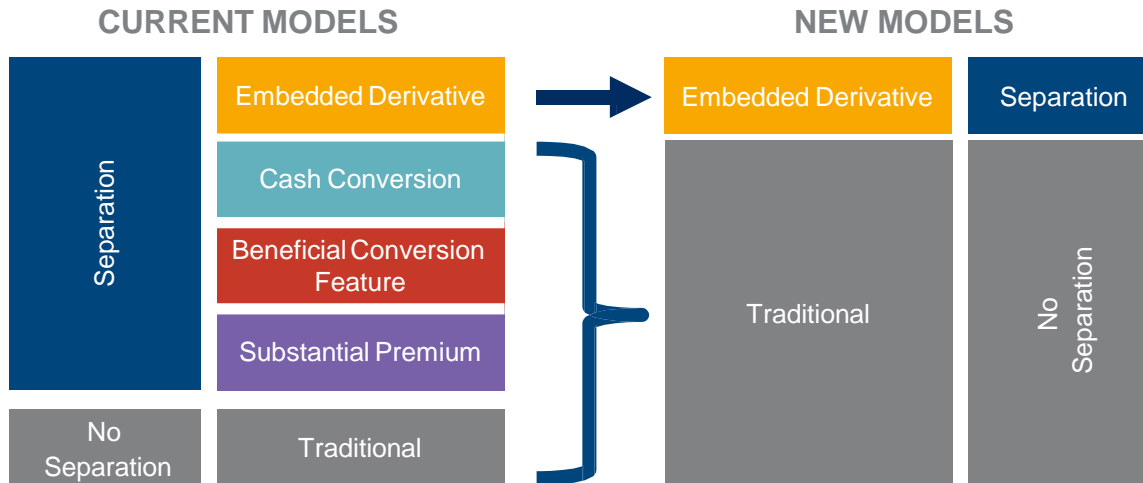 CURRENT MODELS
NEW MODELS
Separation
Embedded Derivative
Cash Conversion
Beneficial Conversion
Feature
Substantial Premium
No
Separation
Traditional
Embedded Derivative
Separation
Traditional
No
Separation